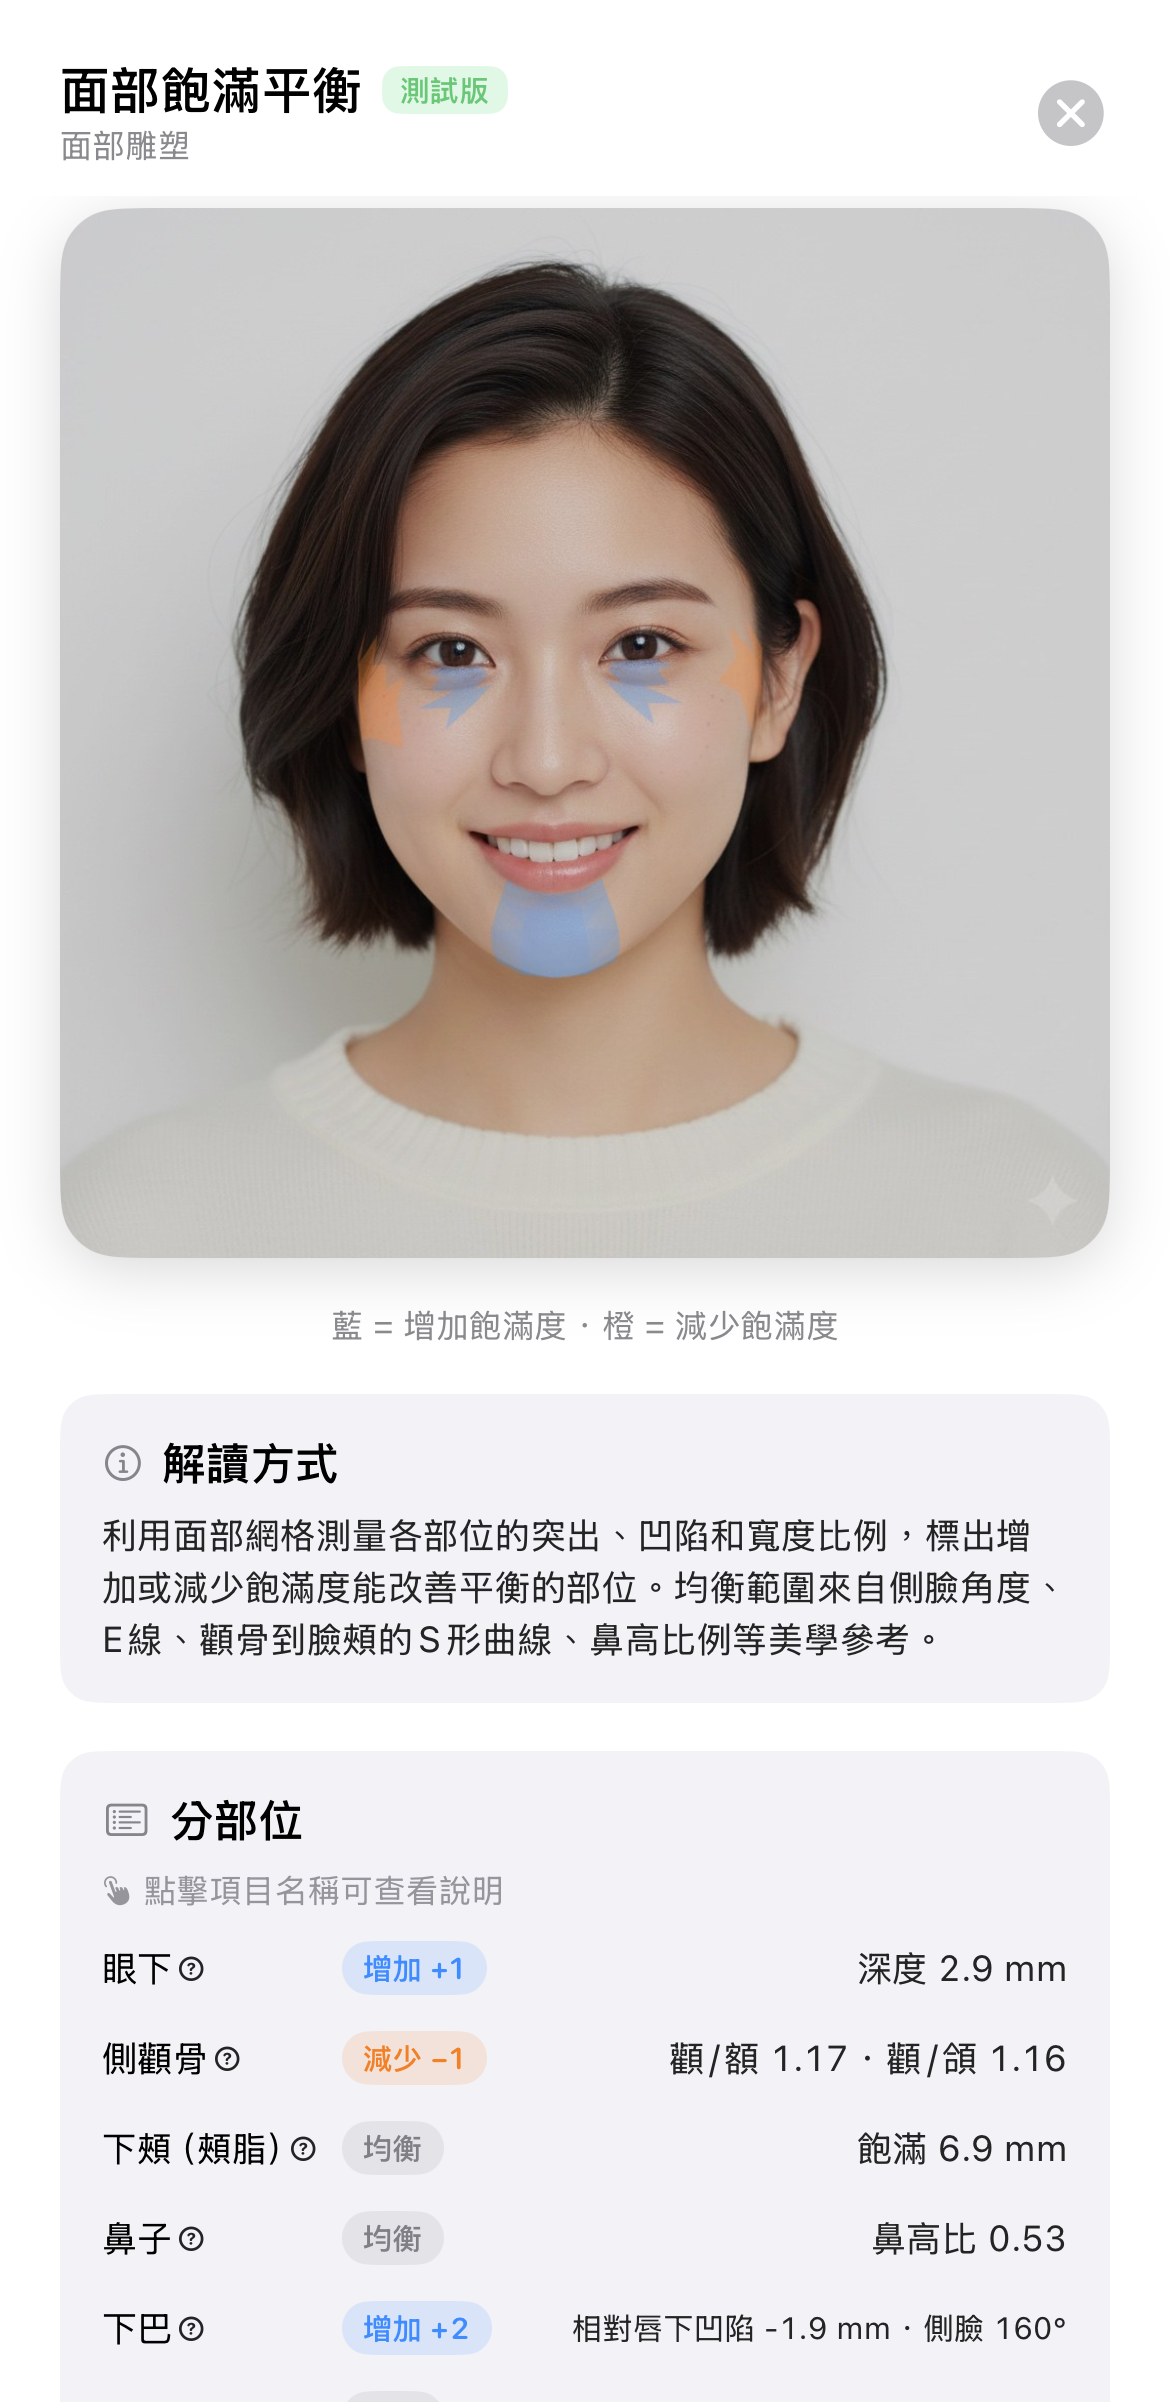 面部飽滿平衡 測試版
面部雕塑
藍 = 增加飽滿度 · 橙 = 減少飽滿度
解讀方式
利用面部網格測量各部位的突出、凹陷和寬度比例，標出增
加或減少飽滿度能改善平衡的部位。均衡範圍來自側臉角度、
E線、顴骨到臉頰的S形曲線、鼻高比例等美學參考。
分部位
點擊項目名稱可查看說明
眼下 增加 +1 深度 2.9 mm
側顴骨 減少 −1 顴/額 1.17 · 顴/頜 1.16
下頰（頰脂） 均衡 飽滿 6.9 mm
鼻子 均衡 鼻高比 0.53
下巴 增加 +2 相對唇下凹陷 -1.9 mm · 側臉 160°